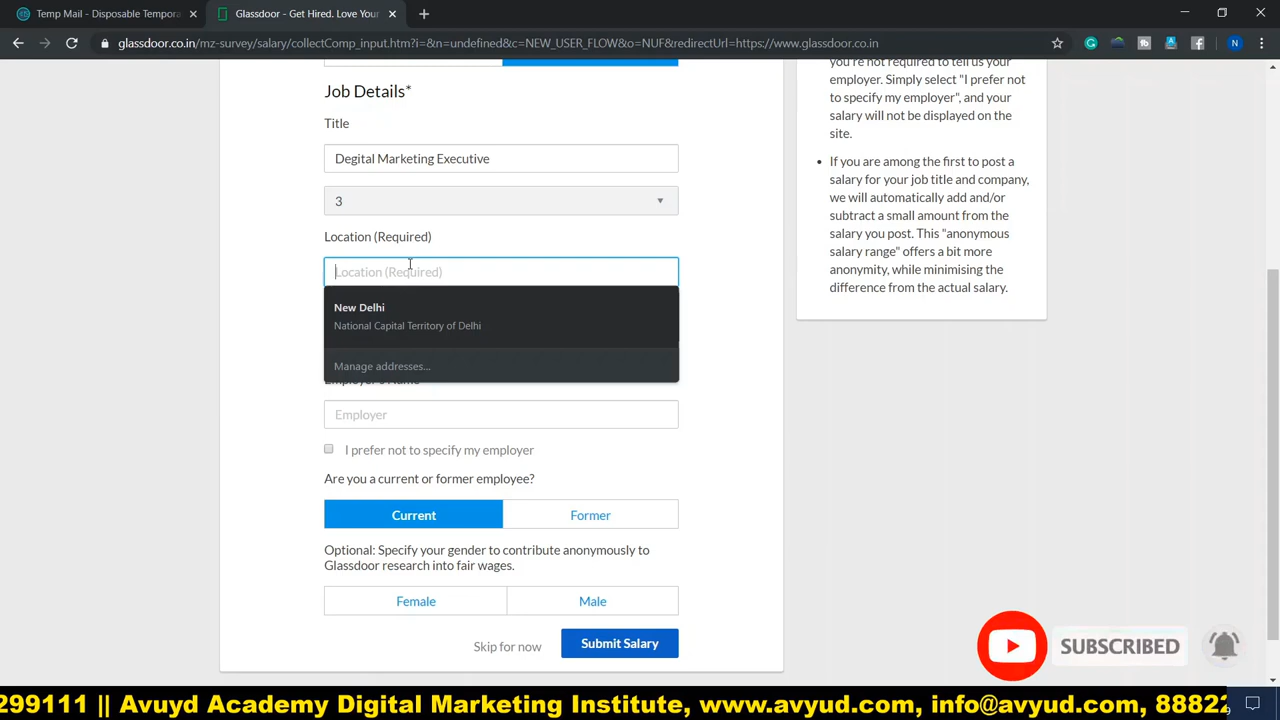 Temp Mail - Disposable Tempora
Glassdoor - Get Hired. Love Your
glassdoor.co.in/mz-survey/salary/collectComp_input.htm?i=&n=undefined&c=NEW_USER_FLOW&o=NUF&redirectUrl=https://www.glassdoor.co.in
N
Job Details*
Title
Degital Marketing Executive
3
Location (Required)
Location (Required)
New Delhi
National Capital Territory of Delhi
Manage addresses...
Employer's Name
Employer
I prefer not to specify my employer
Are you a current or former employee?
Current
Former
Optional: Specify your gender to contribute anonymously to
Glassdoor research into fair wages.
Female
Male
Skip for now
Submit Salary
you're not required to tell us your
employer. Simply select "I prefer not
to specify my employer", and your
salary will not be displayed on the
site.
• If you are among the first to post a
salary for your job title and company,
we will automatically add and/or
subtract a small amount from the
salary you post. This "anonymous
salary range" offers a bit more
anonymity, while minimising the
difference from the actual salary.
SUBSCRIBED
299111 || Avuyd Academy Digital Marketing Institute, www.avyud.com, info@avyud.com, 8882